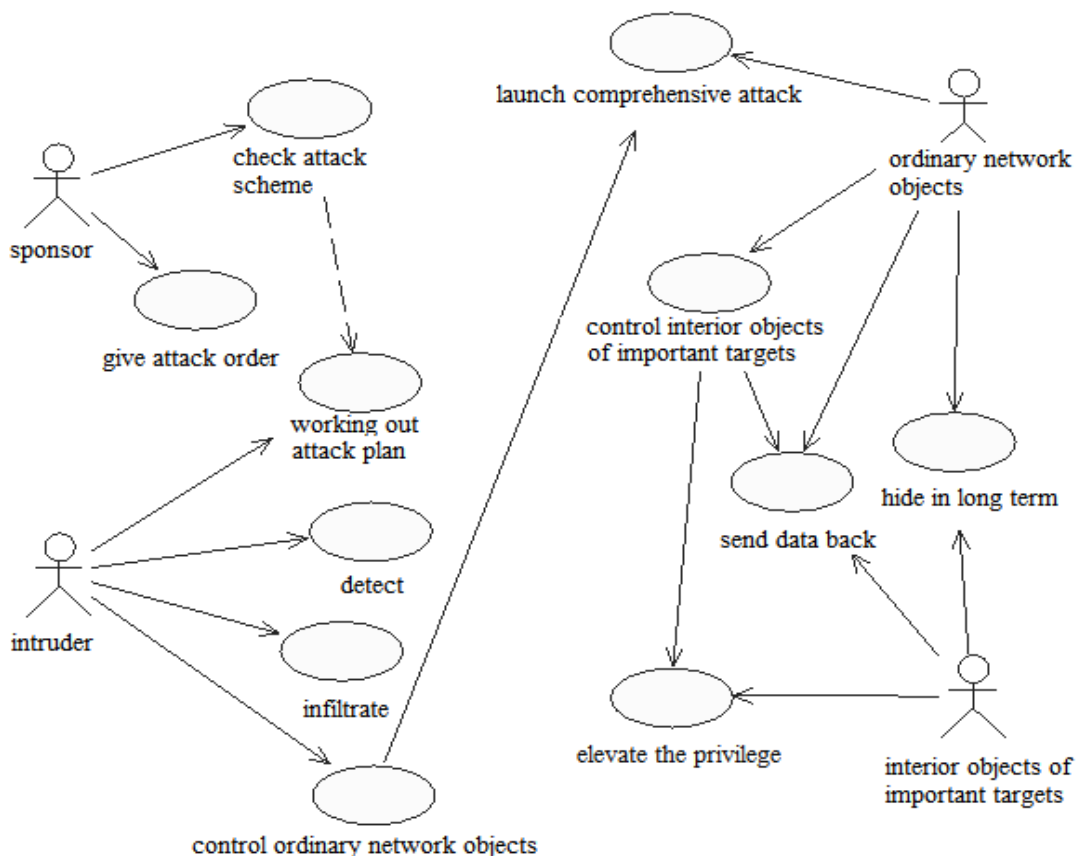 launch comprehensive attack
check attack
scheme
ordinary network
objects
sponsor
give attack order
control interior objects
of important targets
working out
attack plan
hide in long term
send data back
detect
intruder
infiltrate
elevate the privilege
interior objects of
important targets
control ordinary network objects